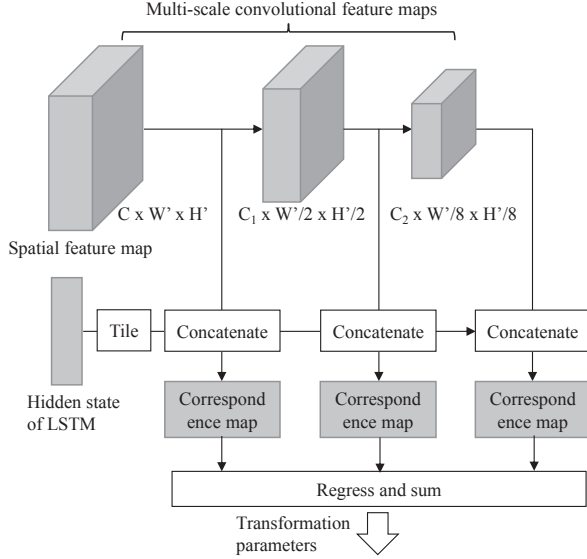 Multi-scale convolutional feature maps
C x W' x H'
C₁ x W'/2 x H'/2
C₂ x W'/8 x H'/8
Spatial feature map
Tile
Concatenate
Concatenate
Concatenate
Hidden state
of LSTM
Correspond
ence map
Correspond
ence map
Correspond
ence map
Regress and sum
Transformation
parameters